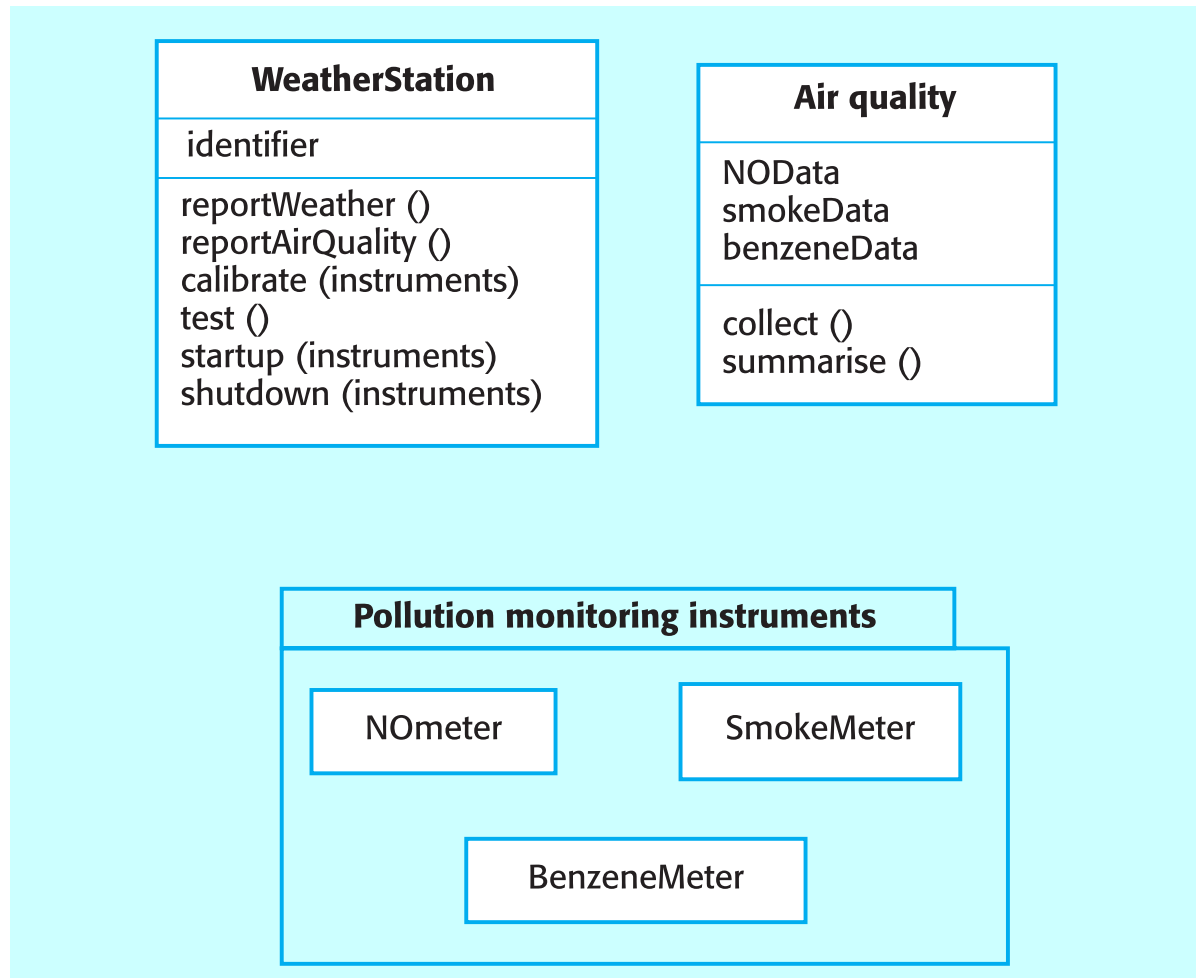 WeatherStation
identifier
reportWeather ()
reportAirQuality ()
calibrate (instruments)
test ()
startup (instruments)
shutdown (instruments)
Air quality
NOData
smokeData
benzeneData
collect ()
summarise ()
Pollution monitoring instruments
NOmeter
SmokeMeter
BenzeneMeter